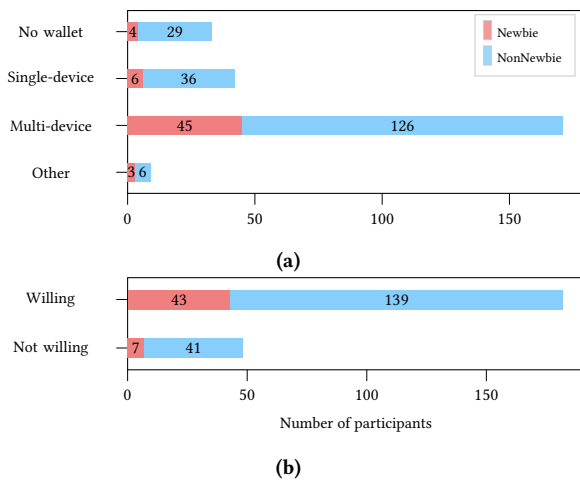 No wallet 4 29
Newbie
NonNewbie
Single-device 6 36
Multi-device 45 126
Other 3 6
0 50 100 150
(a)
Willing 43 139
Not willing 7 41
0 50 100 150
Number of participants
(b)